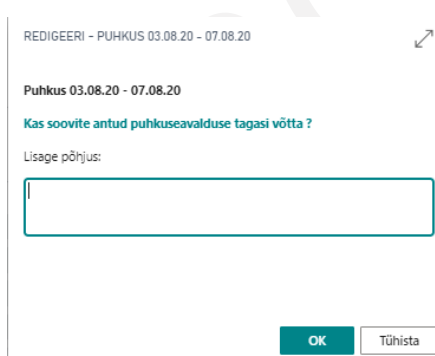 REDIGEERI - PUHKUS 03.08.20 - 07.08.20
Puhkus 03.08.20 - 07.08.20
Kas soovite antud puhkuseavalduse tagasi võtta ?
Lisage põhjus:
OK Tühista